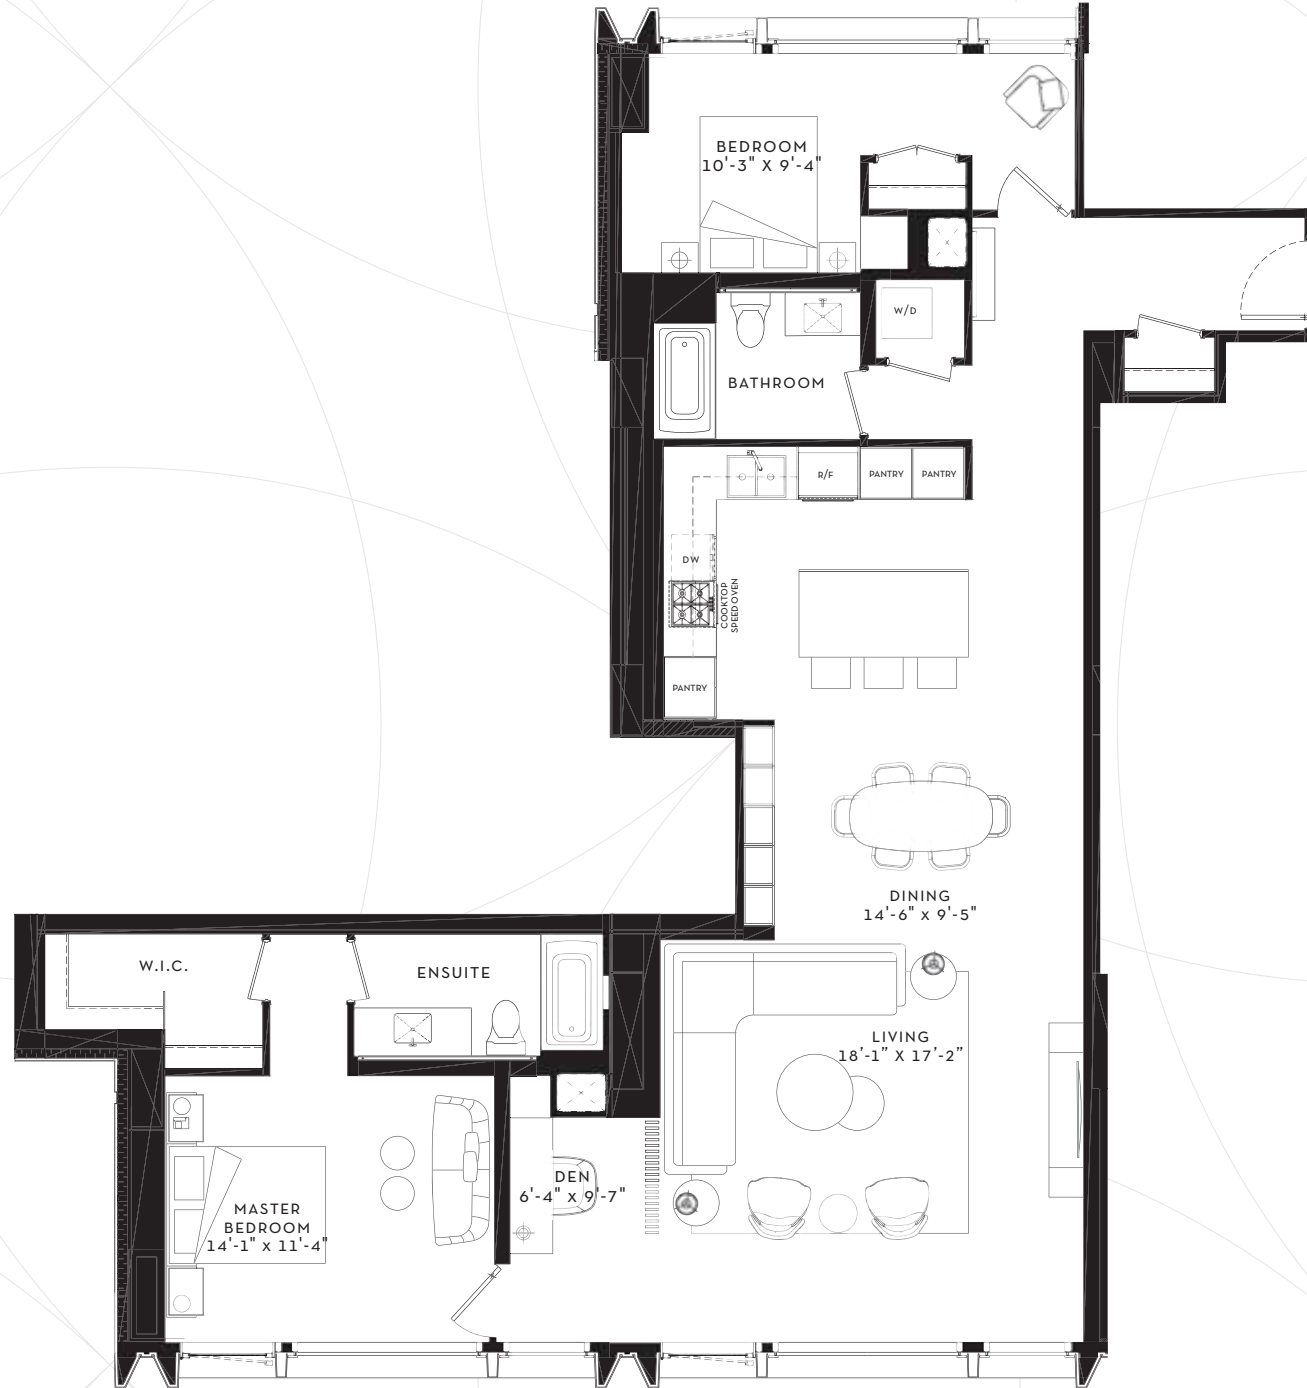 BEDROOM
10'-3" X 9'-4"
W/D
BATHROOM
R/F
PANTRY
PANTRY
DW
COOKTOP
SPEED OVEN
PANTRY
DINING
14'-6" X 9'-5"
W.I.C.
ENSUITE
LIVING
18'-1" X 17'-2"
DEN
6'-4" X 9'-7"
MASTER
BEDROOM
14'-1" X 11'-4"